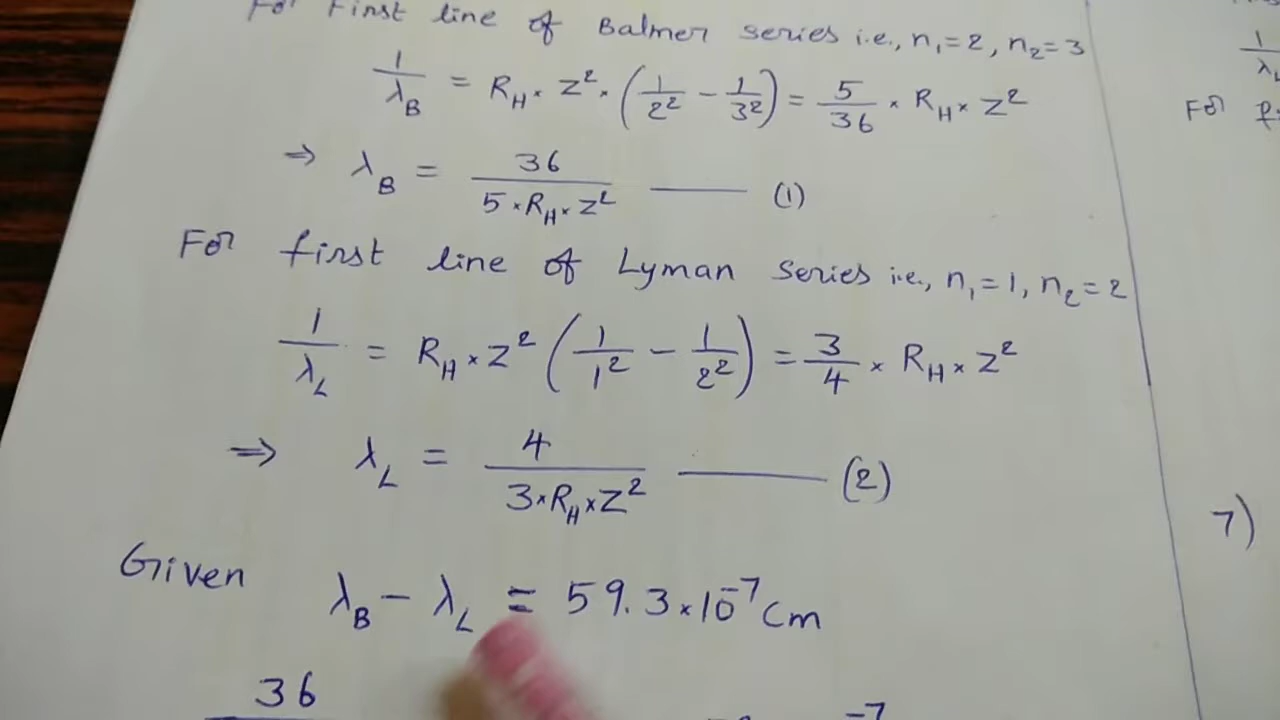 For First line of Balmer series i.e., n₁=2, n₂=3
1/λ_B = R_H × Z² × (1/2² − 1/3²) = 5/36 × R_H × Z²
⇒ λ_B = 36/(5×R_H×Z²) —— (1)
For first line of Lyman series i.e., n₁=1, n₂=2
1/λ_L = R_H × Z² (1/1² − 1/2²) = 3/4 × R_H × Z²
⇒ λ_L = 4/(3×R_H×Z²) —— (2)
Given λ_B − λ_L = 59.3×10⁻⁷ cm
36
−7
1/λ_L
For
7)